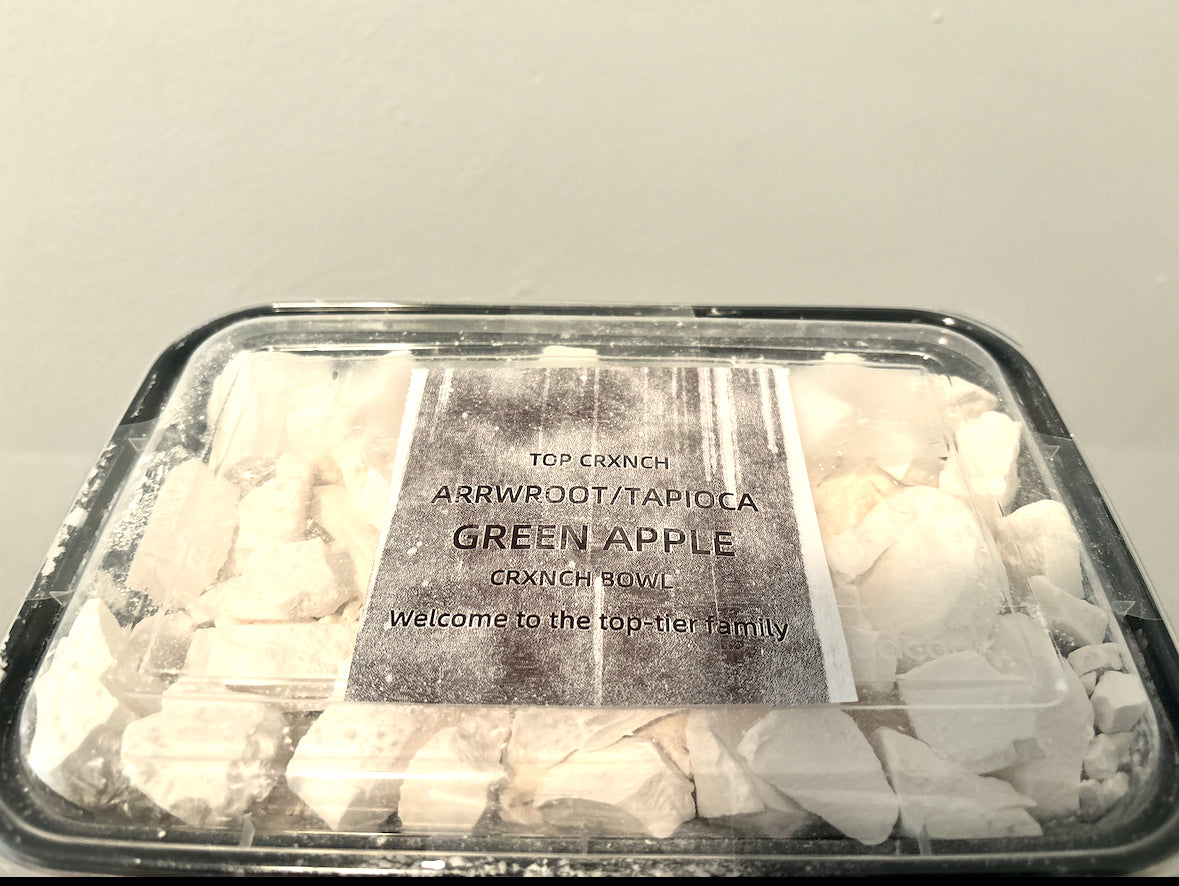 TOP CRXNCH
ARRWROOT/TAPIOCA
GREEN APPLE
CRXNCH BOWL
Welcome to the top-tier family